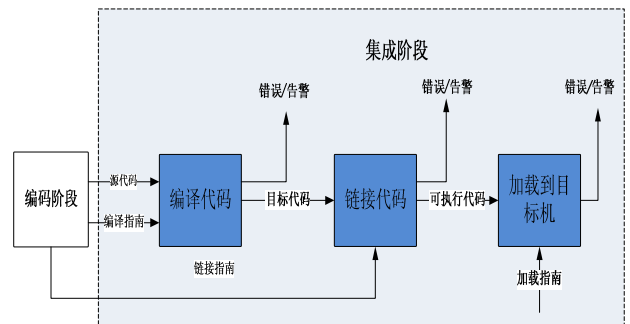 集成阶段
错误/告警
错误/告警
错误/告警
编码阶段
源代码
编译指南
编译代码
目标代码
链接代码
可执行代码
加载到目
标机
链接指南
加载指南